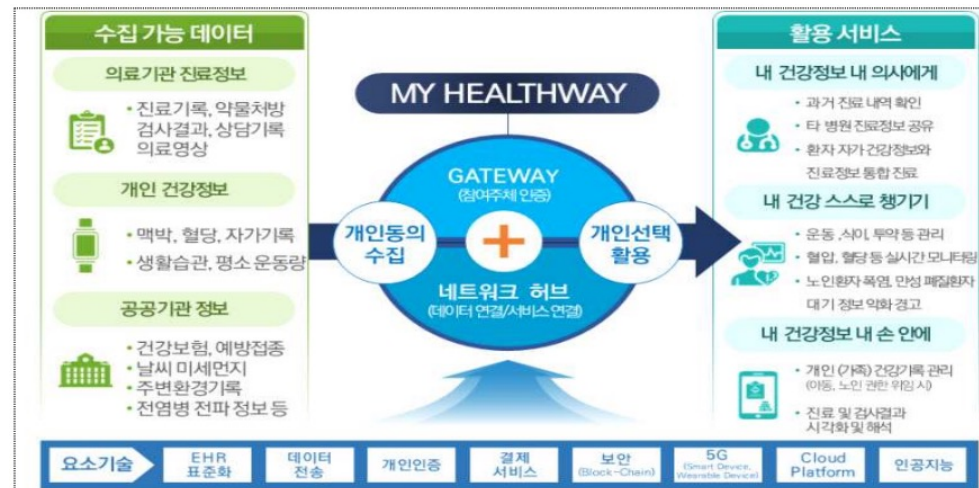 수집 가능 데이터
의료기관 진료정보
• 진료기록, 약물처방
검사결과, 상담기록
의료영상
개인 건강정보
• 맥박, 혈당, 자가기록
• 생활습관, 평소 운동량
공공기관 정보
• 건강보험, 예방접종
• 날씨 미세먼지
• 주변환경기록
• 전염병 전파 정보 등
MY HEALTHWAY
GATEWAY
(참여주체 인증)
개인동의
수집
개인선택
활용
네트워크 허브
(데이터 연결/서비스 연결)
활용 서비스
내 건강정보 내 의사에게
• 과거 진료 내역 확인
• 타 병원 진료정보 공유
• 환자 자가 건강정보와
진료정보 통합 진료
내 건강 스스로 챙기기
• 운동 ,식이, 투약 등 관리
• 혈압, 혈당 등 실시간 모니터링
• 노인환자 폭염, 만성 폐질환자
대기 정보 악화 경고
내 건강정보 내 손 안에
• 개인 (가족) 건강기록 관리
(아동, 노인 권한 위임 시)
• 진료 및 검사결과
시각화 및 해석
요소기술
EHR
표준화
데이터
전송
개인인증
결제
서비스
보안
(Block-Chain)
5G
(Smart Device,
Wearable Device)
Cloud
Platform
인공지능